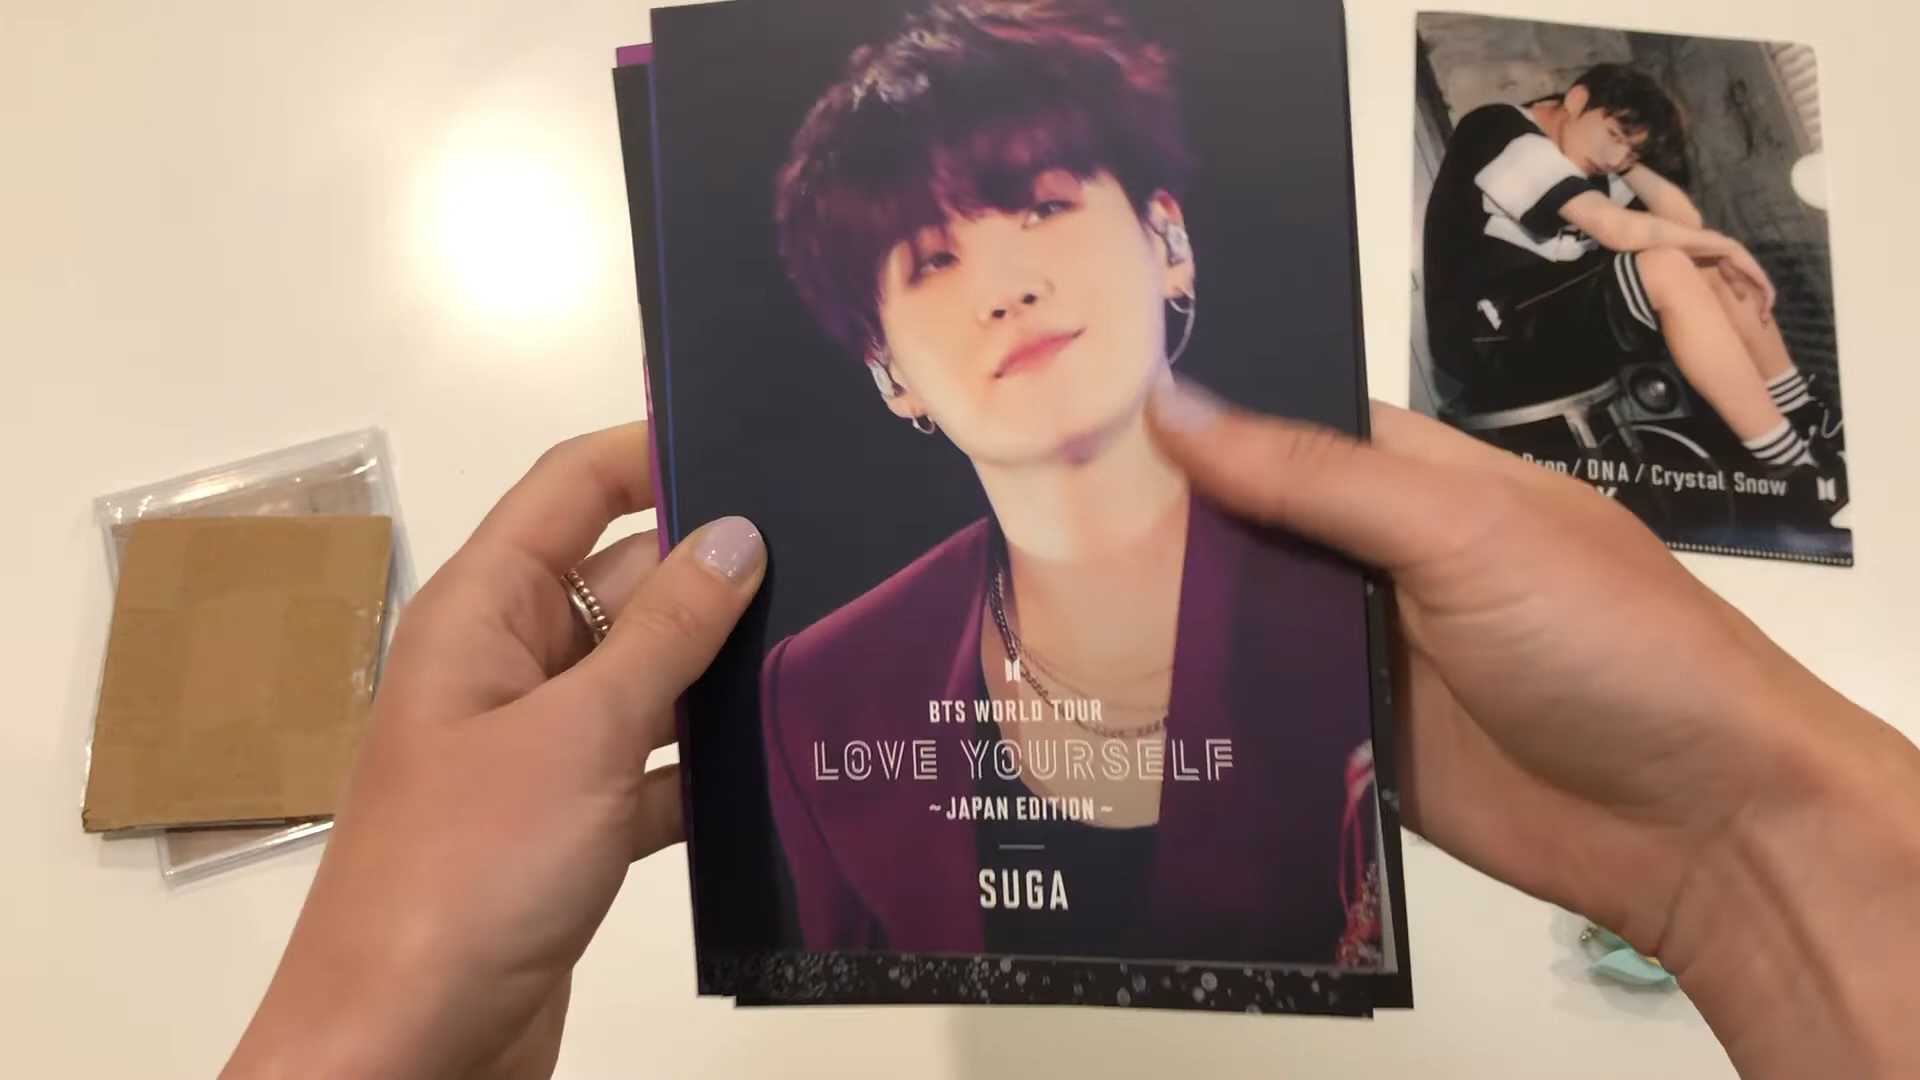 BTS WORLD TOUR
LOVE YOURSELF
~JAPAN EDITION~
SUGA
/ DNA / Crystal Snow